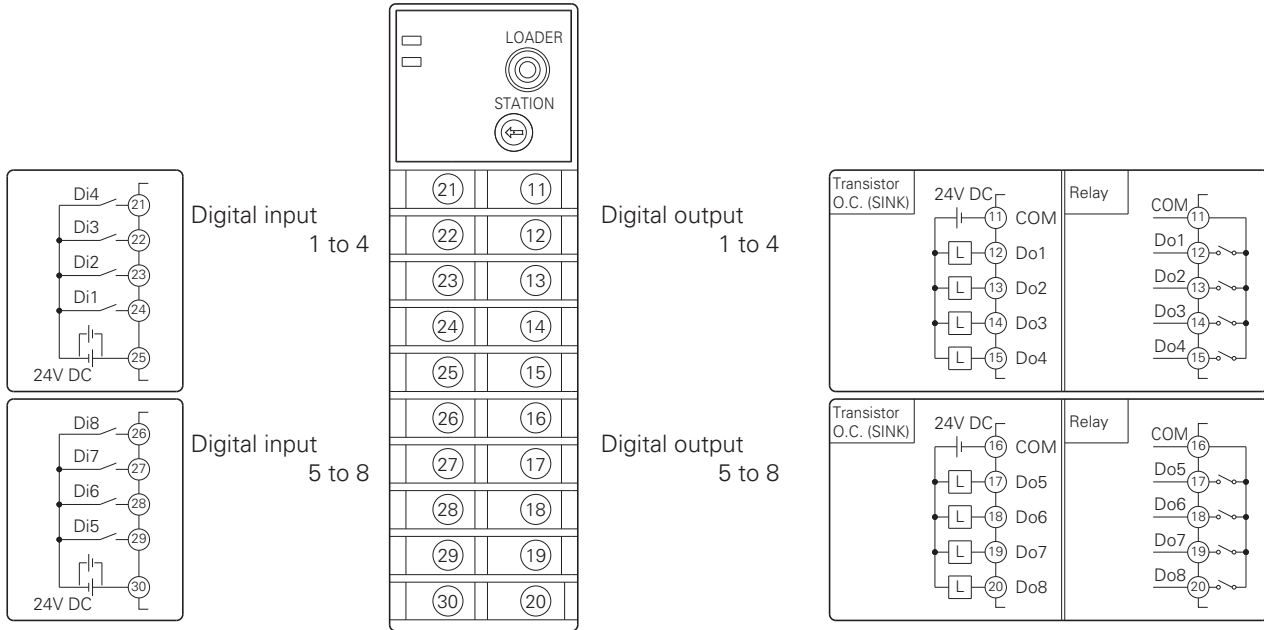 LOADER
STATION
Di4
21
Di3
22
Di2
23
Di1
24
25
24V DC
Digital input
1 to 4
Di8
26
Di7
27
Di6
28
Di5
29
30
24V DC
Digital input
5 to 8
21 11
22 12
23 13
24 14
25 15
26 16
27 17
28 18
29 19
30 20
Digital output
1 to 4
Transistor
O.C. (SINK)
24V DC
11 COM
L 12 Do1
L 13 Do2
L 14 Do3
L 15 Do4
Relay
COM
11
Do1
12
Do2
13
Do3
14
Do4
15
Digital output
5 to 8
Transistor
O.C. (SINK)
24V DC
16 COM
L 17 Do5
L 18 Do6
L 19 Do7
L 20 Do8
Relay
COM
16
Do5
17
Do6
18
Do7
19
Do8
20